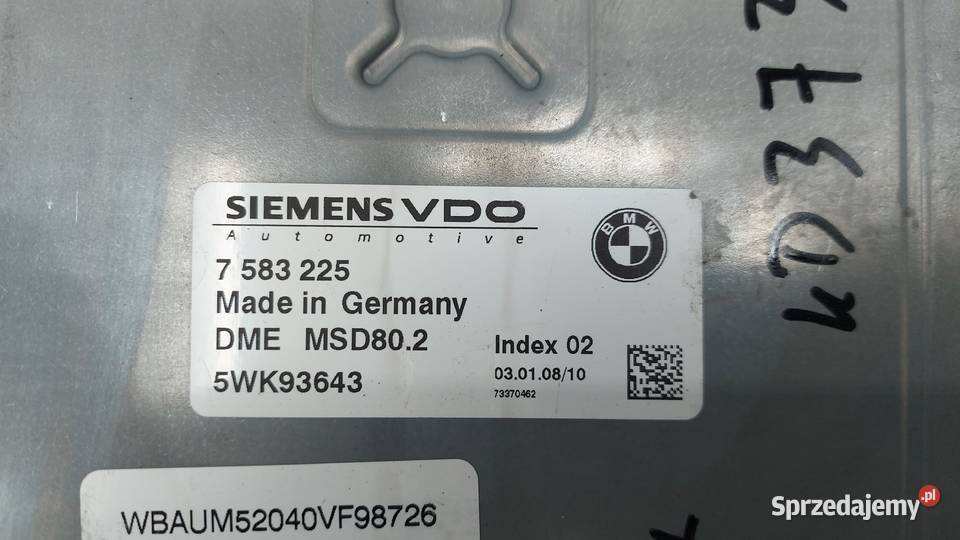 SIEMENS VDO
Automotive
BMW
7 583 225
Made in Germany
DME MSD80.2
Index 02
5WK93643
03.01.08/10
73370462
WBAUM52040VF98726
Sprzedajemy.pl